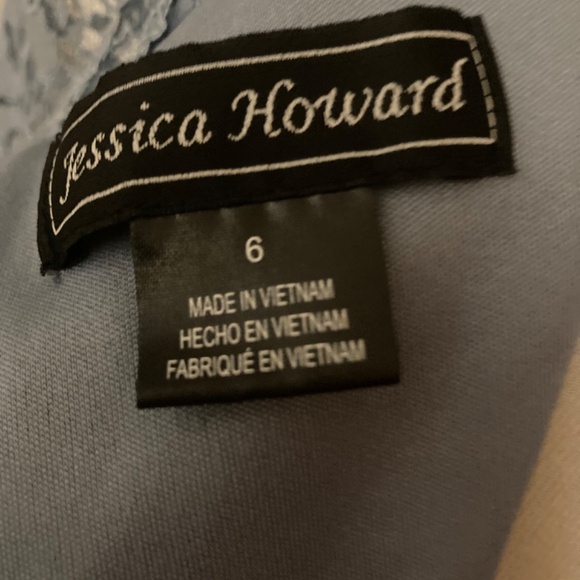 Jessica Howard
6
MADE IN VIETNAM
HECHO EN VIETNAM
FABRIQUÉ EN VIETNAM